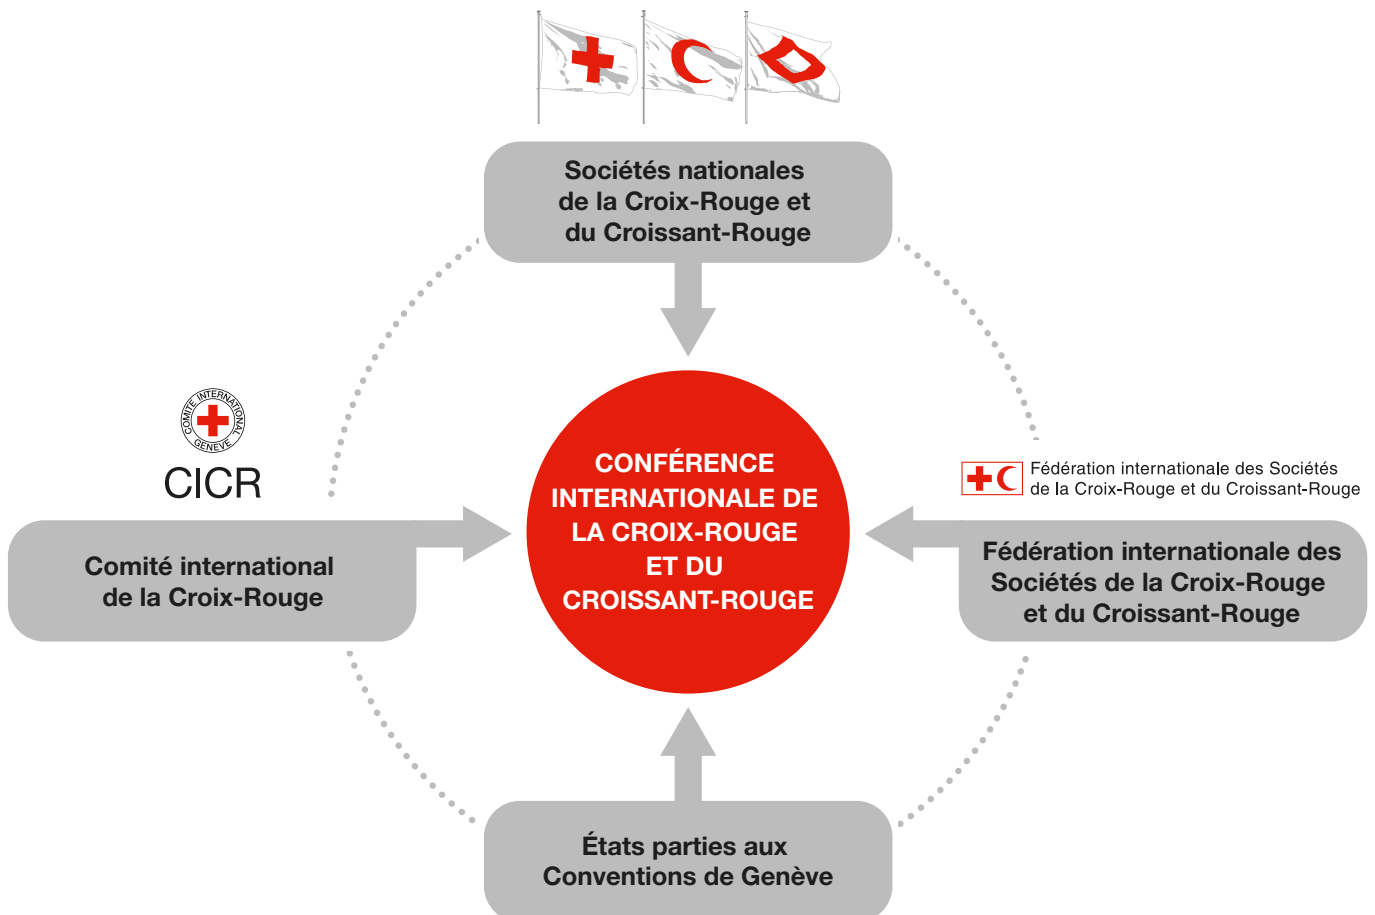 Sociétés nationales
de la Croix-Rouge et
du Croissant-Rouge
COMITÉ INTERNATIONAL
GENÈVE
CICR
Comité international
de la Croix-Rouge
CONFÉRENCE
INTERNATIONALE DE
LA CROIX-ROUGE
ET DU
CROISSANT-ROUGE
Fédération internationale des Sociétés
de la Croix-Rouge et du Croissant-Rouge
Fédération internationale des
Sociétés de la Croix-Rouge
et du Croissant-Rouge
États parties aux
Conventions de Genève